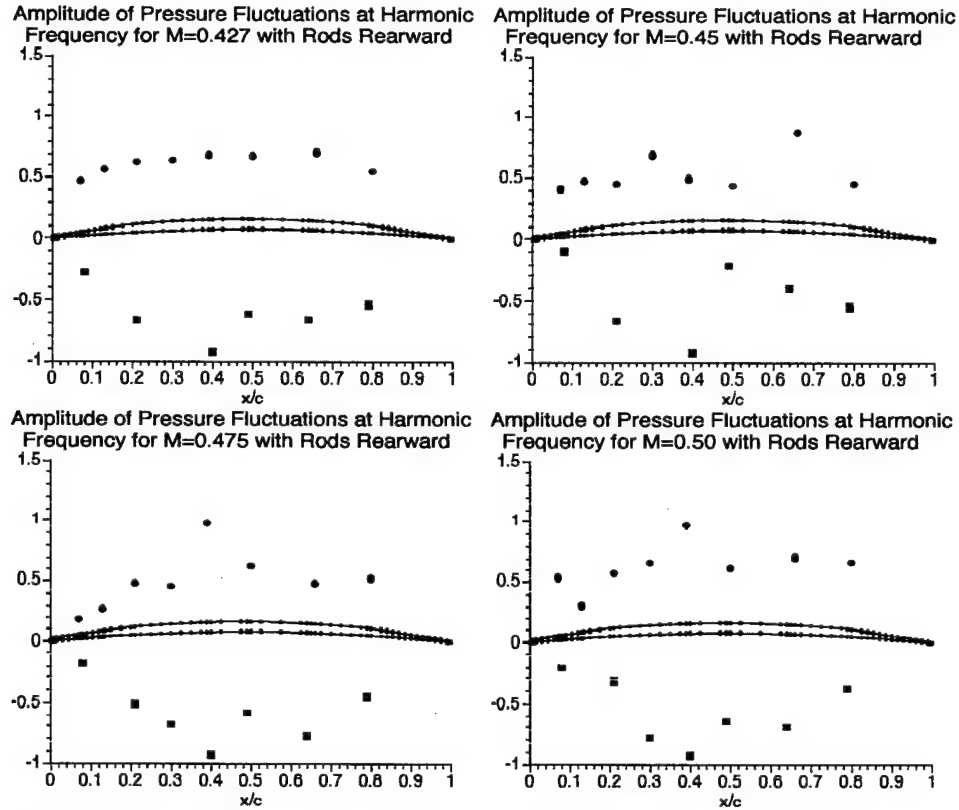 Amplitude of Pressure Fluctuations at Harmonic
Frequency for M=0.427 with Rods Rearward
1.5
1
0.5
0
-0.5
-1
0 0.1 0.2 0.3 0.4 0.5 0.6 0.7 0.8 0.9 1
x/c
Amplitude of Pressure Fluctuations at Harmonic
Frequency for M=0.45 with Rods Rearward
1.5
1
0.5
0
-0.5
-1
0 0.1 0.2 0.3 0.4 0.5 0.6 0.7 0.8 0.9 1
x/c
Amplitude of Pressure Fluctuations at Harmonic
Frequency for M=0.475 with Rods Rearward
1.5
1
0.5
0
-0.5
-1
0 0.1 0.2 0.3 0.4 0.5 0.6 0.7 0.8 0.9 1
x/c
Amplitude of Pressure Fluctuations at Harmonic
Frequency for M=0.50 with Rods Rearward
1.5
1
0.5
0
-0.5
-1
0 0.1 0.2 0.3 0.4 0.5 0.6 0.7 0.8 0.9 1
x/c